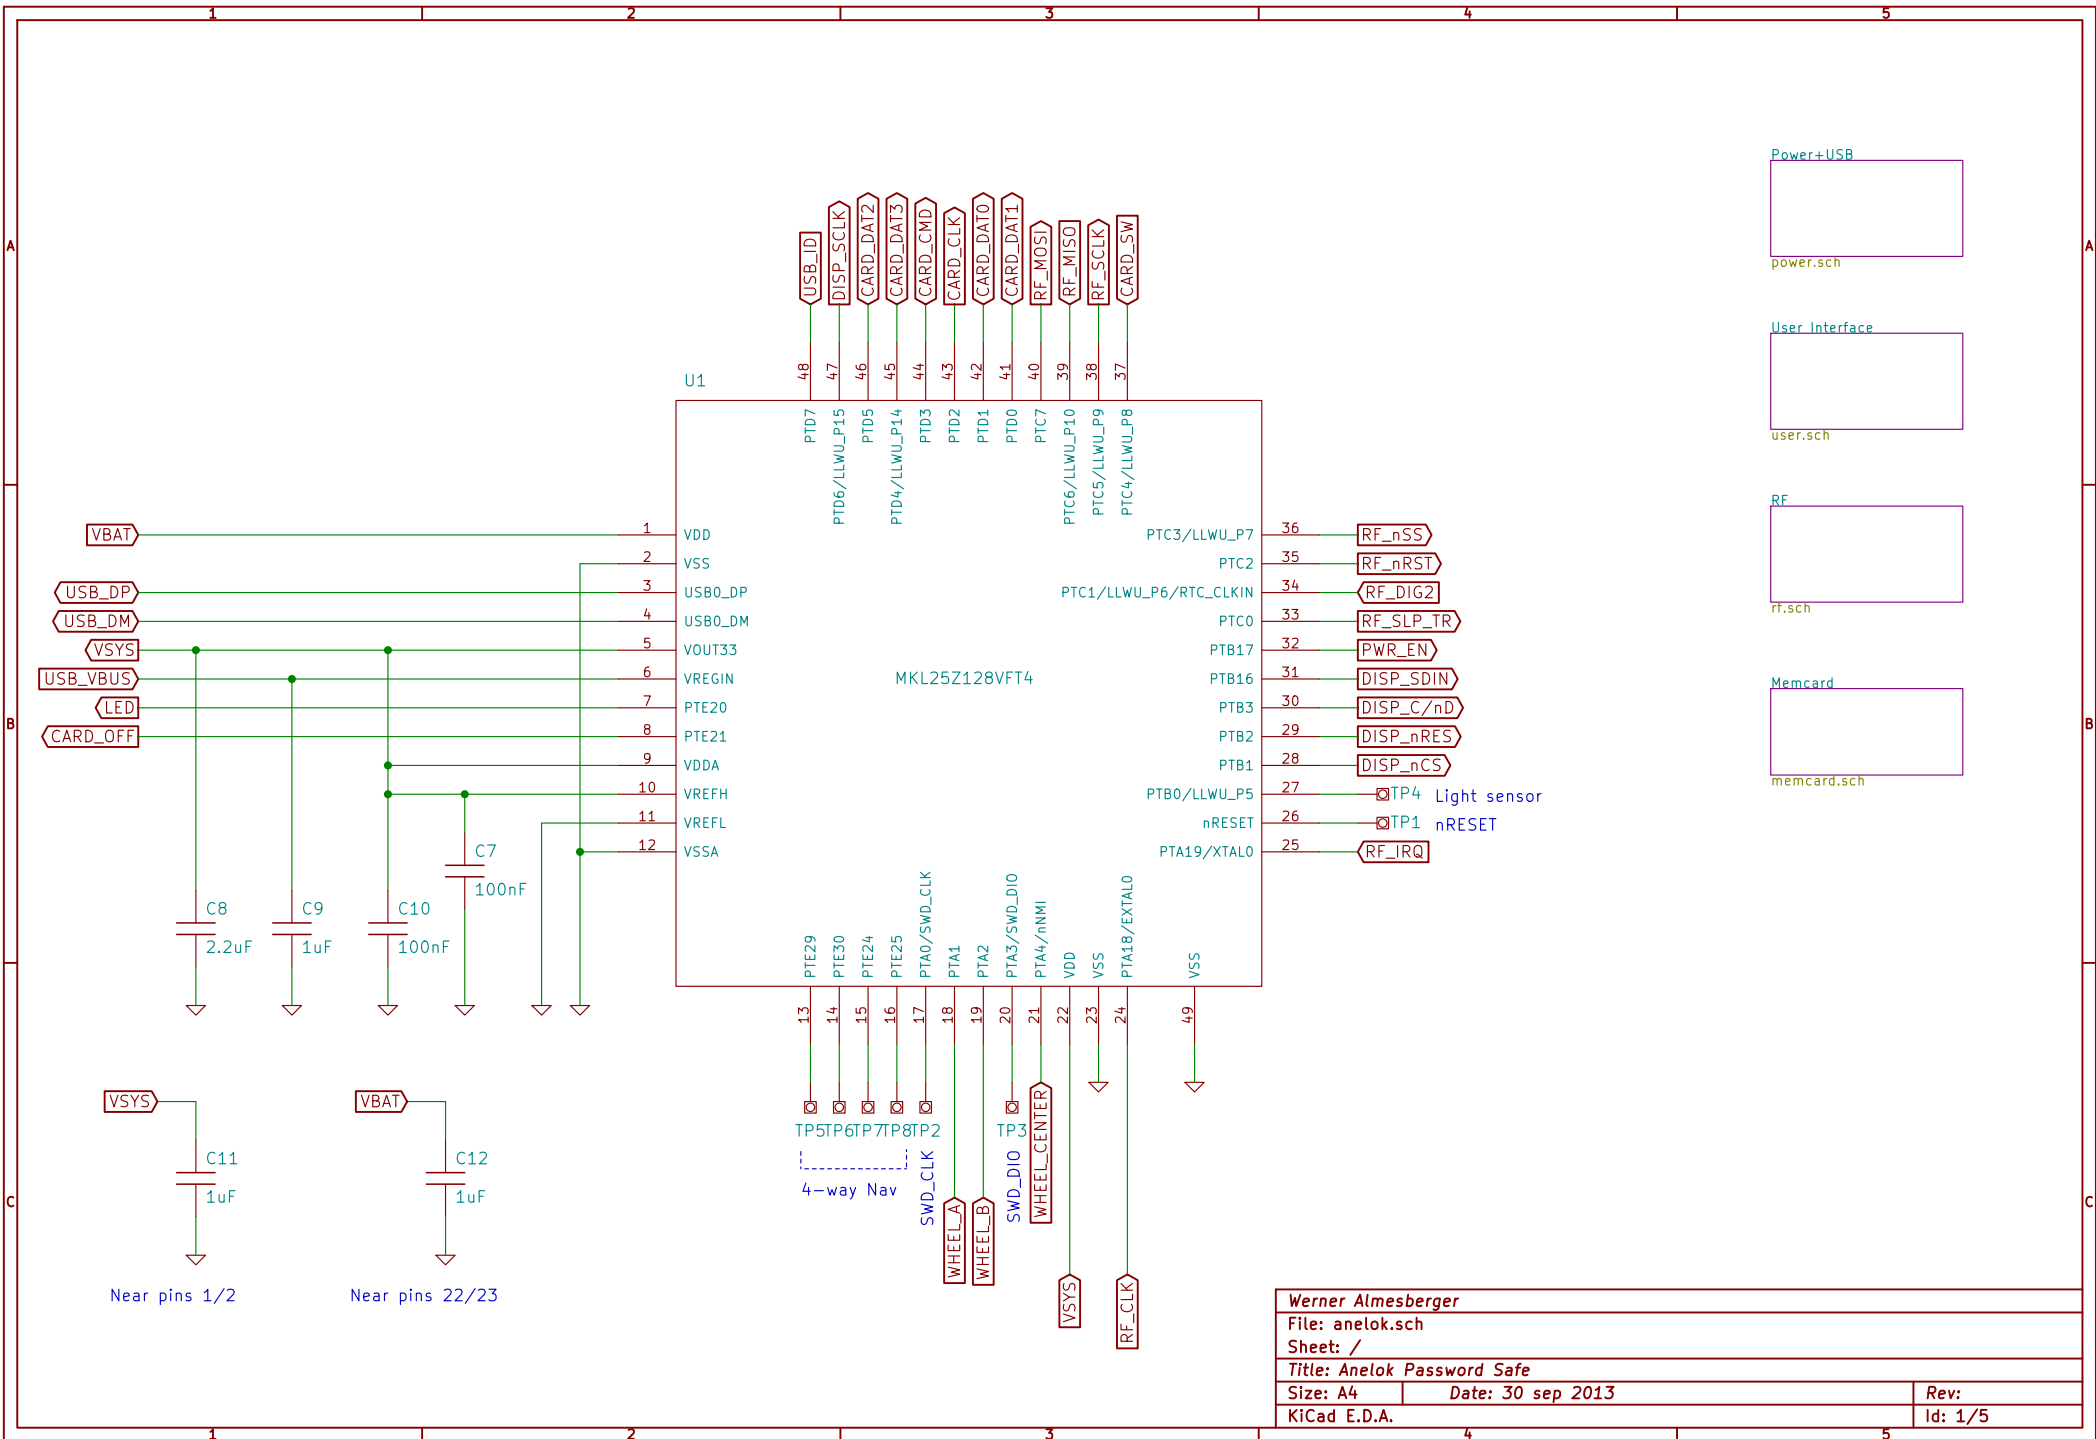 1 2 3 4 5
A
A
B
B
C
C
Power+USB
power.sch
User Interface
user.sch
RF
rf.sch
Memcard
memcard.sch
USB_ID
DISP_SCLK
CARD_DAT2
CARD_DAT3
CARD_CMD
CARD_CLK
CARD_DAT0
CARD_DAT1
RF_MOSI
RF_MISO
RF_SCLK
CARD_SW
48 47 46 45 44 43 42 41 40 39 38 37
U1
PTD7
PTD6/LLWU_P15
PTD5
PTD4/LLWU_P14
PTD3
PTD2
PTD1
PTD0
PTC7
PTC6/LLWU_P10
PTC5/LLWU_P9
PTC4/LLWU_P8
VBAT 1 VDD
2 VSS
USB_DP 3 USB0_DP
USB_DM 4 USB0_DM
VSYS 5 VOUT33
USB_VBUS 6 VREGIN
LED 7 PTE20
CARD_OFF 8 PTE21
9 VDDA
10 VREFH
11 VREFL
12 VSSA
MKL25Z128VFT4
PTC3/LLWU_P7 36 RF_nSS
PTC2 35 RF_nRST
PTC1/LLWU_P6/RTC_CLKIN 34 RF_DIG2
PTC0 33 RF_SLP_TR
PTB17 32 PWR_EN
PTB16 31 DISP_SDIN
PTB3 30 DISP_C/nD
PTB2 29 DISP_nRES
PTB1 28 DISP_nCS
PTB0/LLWU_P5 27 TP4 Light sensor
nRESET 26 TP1 nRESET
PTA19/XTAL0 25 RF_IRQ
C7
100nF
C8
2.2uF
C9
1uF
C10
100nF
PTE29
PTE30
PTE24
PTE25
PTA0/SWD_CLK
PTA1
PTA2
PTA3/SWD_DIO
PTA4/nNMI
VDD
VSS
PTA18/EXTAL0
VSS
13 14 15 16 17 18 19 20 21 22 23 24 49
TP5 TP6 TP7 TP8 TP2 TP3
4-way Nav
SWD_CLK
WHEEL_A
WHEEL_B
SWD_DIO
WHEEL_CENTER
VSYS
RF_CLK
VSYS
C11
1uF
Near pins 1/2
VBAT
C12
1uF
Near pins 22/23
Werner Almesberger
File: anelok.sch
Sheet: /
Title: Anelok Password Safe
Size: A4 Date: 30 sep 2013 Rev:
KiCad E.D.A. Id: 1/5
1 2 3 4 5